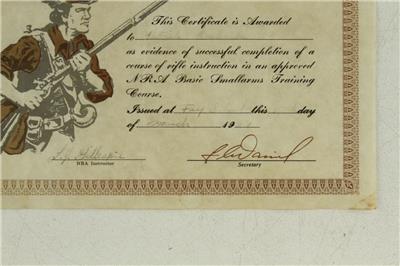 This Certificate is Awarded
to
as evidence of successful completion of a
course of rifle instruction in an approved
NRA Basic Smallarms Training
Course.
Issued at this day
of 19
NRA Instructor
Secretary